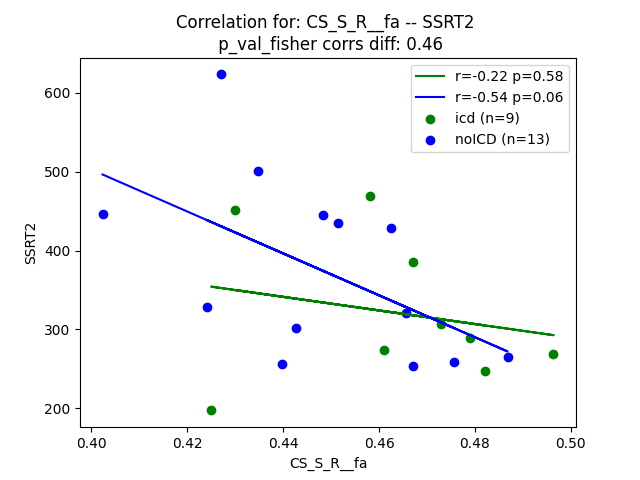 Correlation for: CS_S_R__fa -- SSRT2
p_val_fisher corrs diff: 0.46
r=-0.22 p=0.58
r=-0.54 p=0.06
icd (n=9)
noICD (n=13)
SSRT2
600
500
400
300
200
0.40 0.42 0.44 0.46 0.48 0.50
CS_S_R__fa